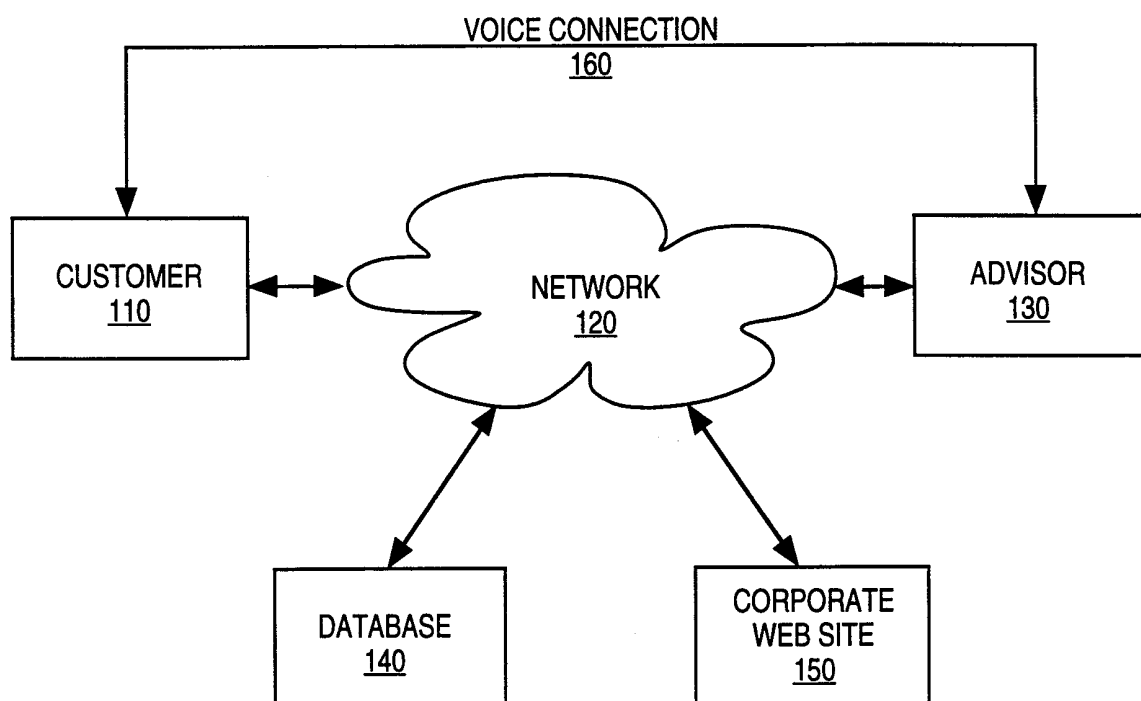 VOICE CONNECTION
160
CUSTOMER
110
NETWORK
120
ADVISOR
130
DATABASE
140
CORPORATE
WEB SITE
150